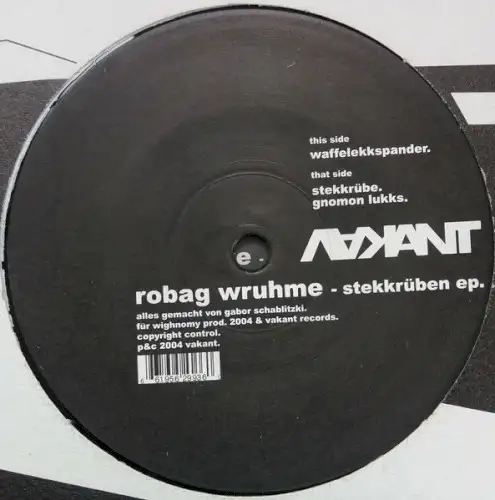 this side
waffelekkspander.
that side
stekkrübe.
gnomon lukks.
VAKANT
e .
robag wruhme - stekkrüben ep.
alles gemacht von gabor schablitzki.
für wighnomy prod. 2004 & vakant records.
copyright control.
p&c 2004 vakant.